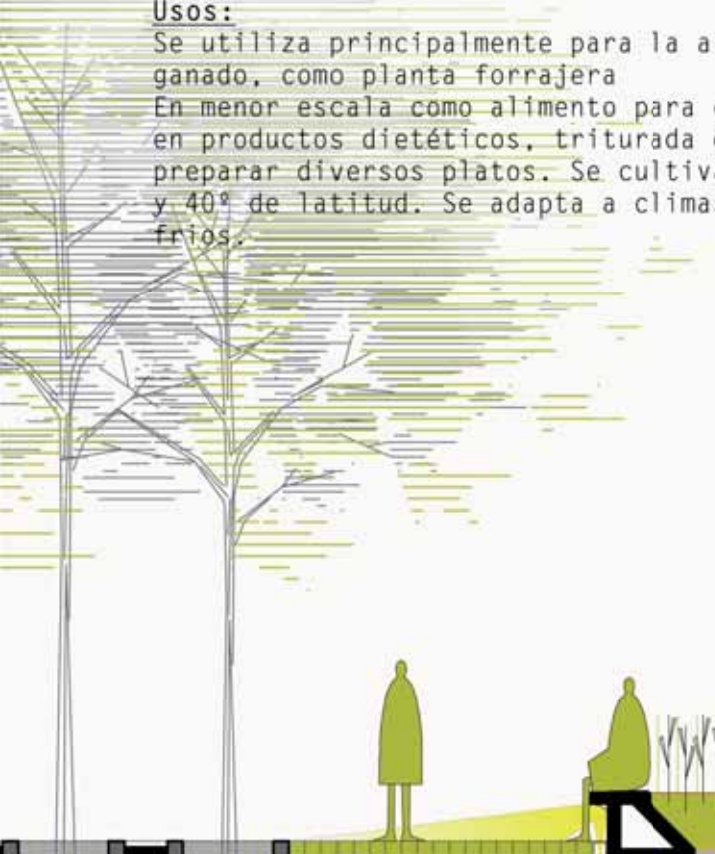 Usos:
Se utiliza principalmente para la a
ganado, como planta forrajera
En menor escala como alimento para
en productos dietéticos, triturada
preparar diversos platos. Se cultiva
y 40º de latitud. Se adapta a climas
fríos.